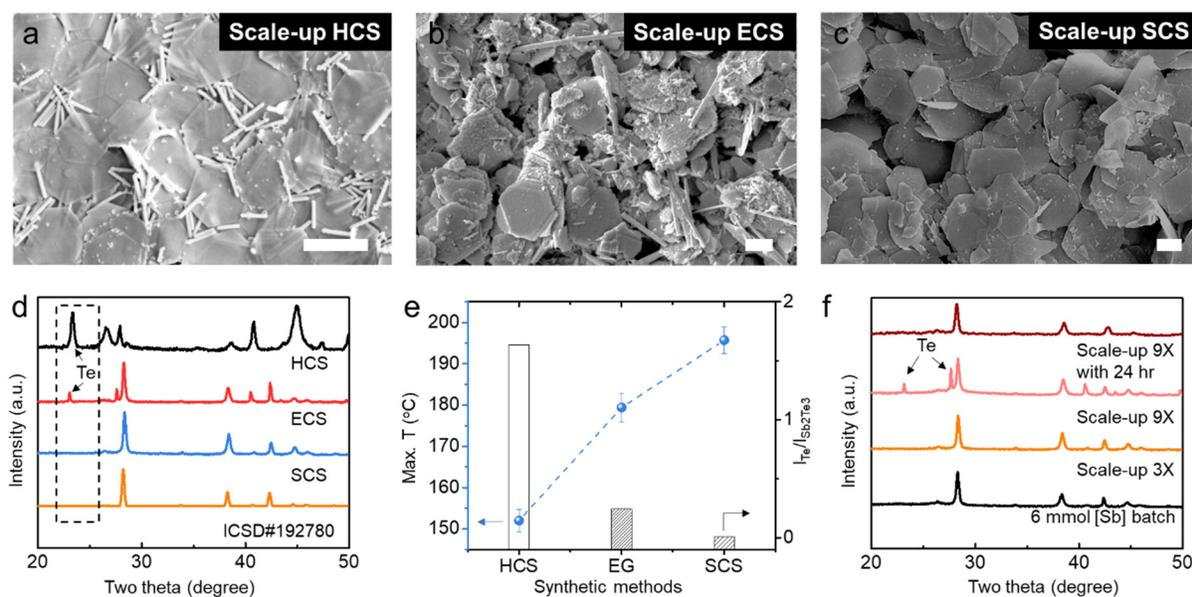 a Scale-up HCS
b Scale-up ECS
c Scale-up SCS
d
Intensity (a.u.)
Te
HCS
ECS
SCS
ICSD#192780
20 30 40 50
Two theta (degree)
e
Max. T (°C)
200
190
180
170
160
150
2
1
0
I_Te/I_Sb2Te3
HCS EG SCS
Synthetic methods
f
Intensity (a.u.)
Te
Scale-up 9X
with 24 hr
Scale-up 9X
Scale-up 3X
6 mmol [Sb] batch
20 30 40 50
Two theta (degree)